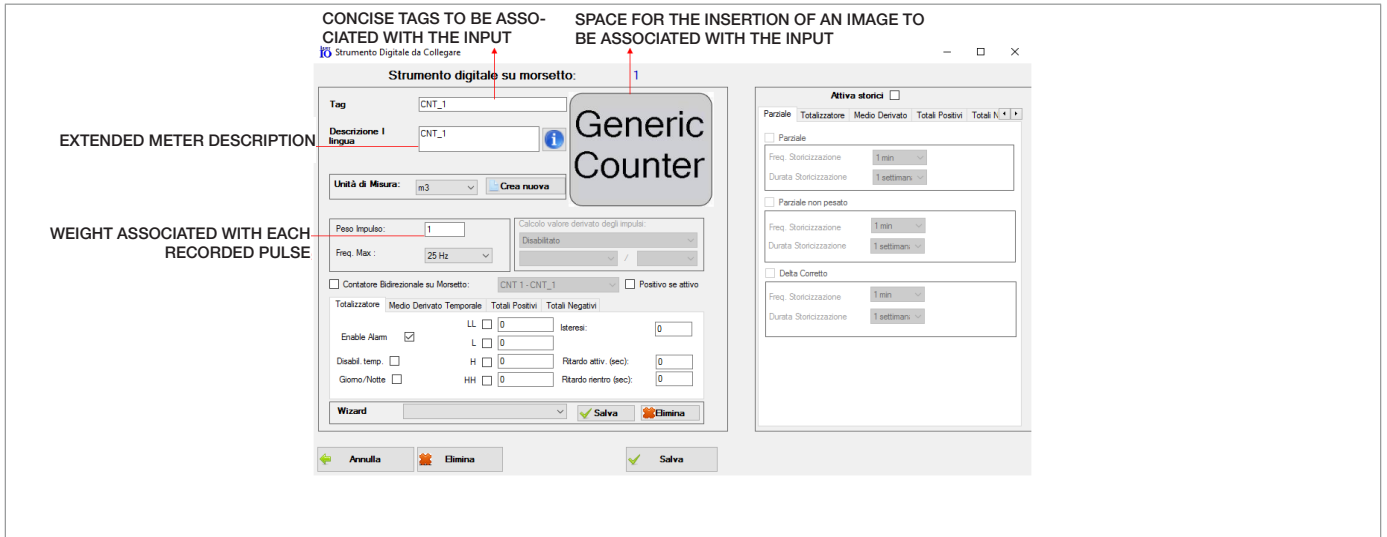 CONCISE TAGS TO BE ASSO-
CIATED WITH THE INPUT
SPACE FOR THE INSERTION OF AN IMAGE TO
BE ASSOCIATED WITH THE INPUT
Strumento Digitale da Collegare
Strumento digitale su morsetto: 1
Tag CNT_1
EXTENDED METER DESCRIPTION
Descrizione I
lingua
CNT_1
Generic
Counter
Unità di Misura: m3 Crea nuova
WEIGHT ASSOCIATED WITH EACH
RECORDED PULSE
Peso Impulso: 1
Freq. Max : 25 Hz
Calcolo valore derivato degli impulsi:
Disabilitato
/
Contatore Bidirezionale su Morsetto: CNT 1 - CNT_1 Positivo se attivo
Totalizzatore Medio Derivato Temporale Totali Positivi Totali Negativi
Enable Alarm LL 0 Isteresi: 0
L 0
Disabil. temp. H 0 Ritardo attiv. (sec): 0
Giorno/Notte HH 0 Ritardo rientro (sec): 0
Wizard Salva Elimina
Annulla Elimina Salva
Attiva storici
Parziale Totalizzatore Medio Derivato Totali Positivi Totali N
Parziale
Freq. Storicizzazione 1 min
Durata Storicizzazione 1 settiman
Parziale non pesato
Freq. Storicizzazione 1 min
Durata Storicizzazione 1 settiman
Delta Corretto
Freq. Storicizzazione 1 min
Durata Storicizzazione 1 settiman